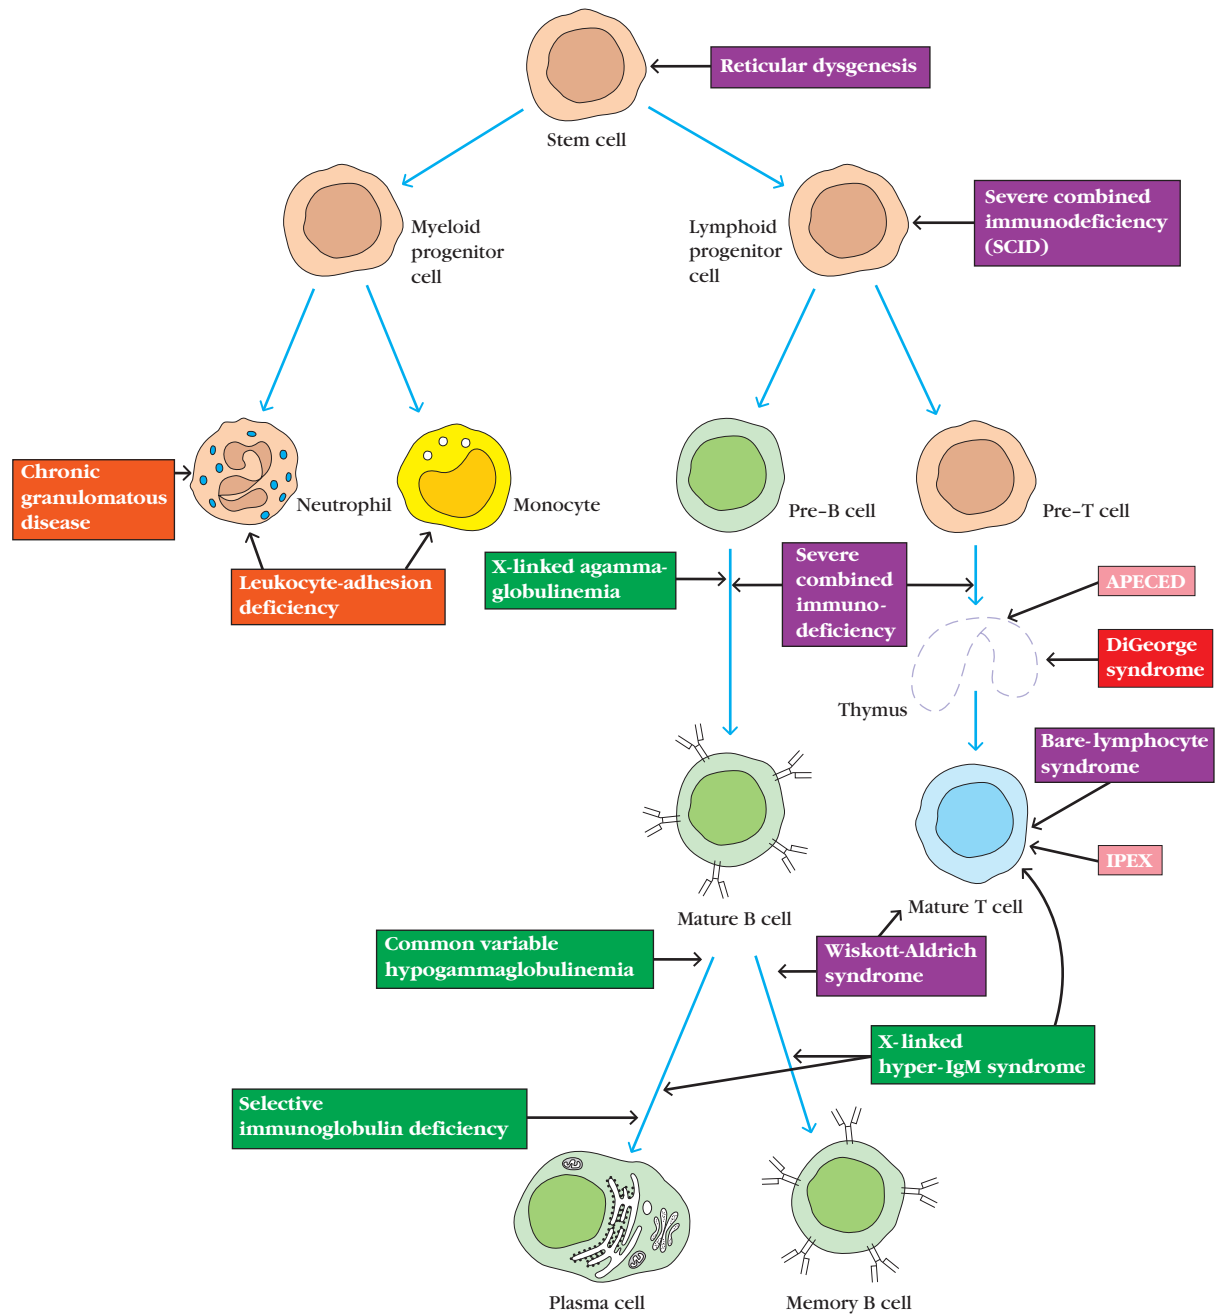 Reticular dysgenesis
Stem cell
Myeloid
progenitor
cell
Lymphoid
progenitor
cell
Severe combined
immunodeficiency
(SCID)
Chronic
granulomatous
disease
Neutrophil
Monocyte
Leukocyte-adhesion
deficiency
Pre–B cell
Pre–T cell
X-linked agamma-
globulinemia
Severe
combined
immuno-
deficiency
APECED
DiGeorge
syndrome
Thymus
Bare-lymphocyte
syndrome
IPEX
Mature B cell
Mature T cell
Common variable
hypogammaglobulinemia
Wiskott-Aldrich
syndrome
X-linked
hyper-IgM syndrome
Selective
immunoglobulin deficiency
Plasma cell
Memory B cell